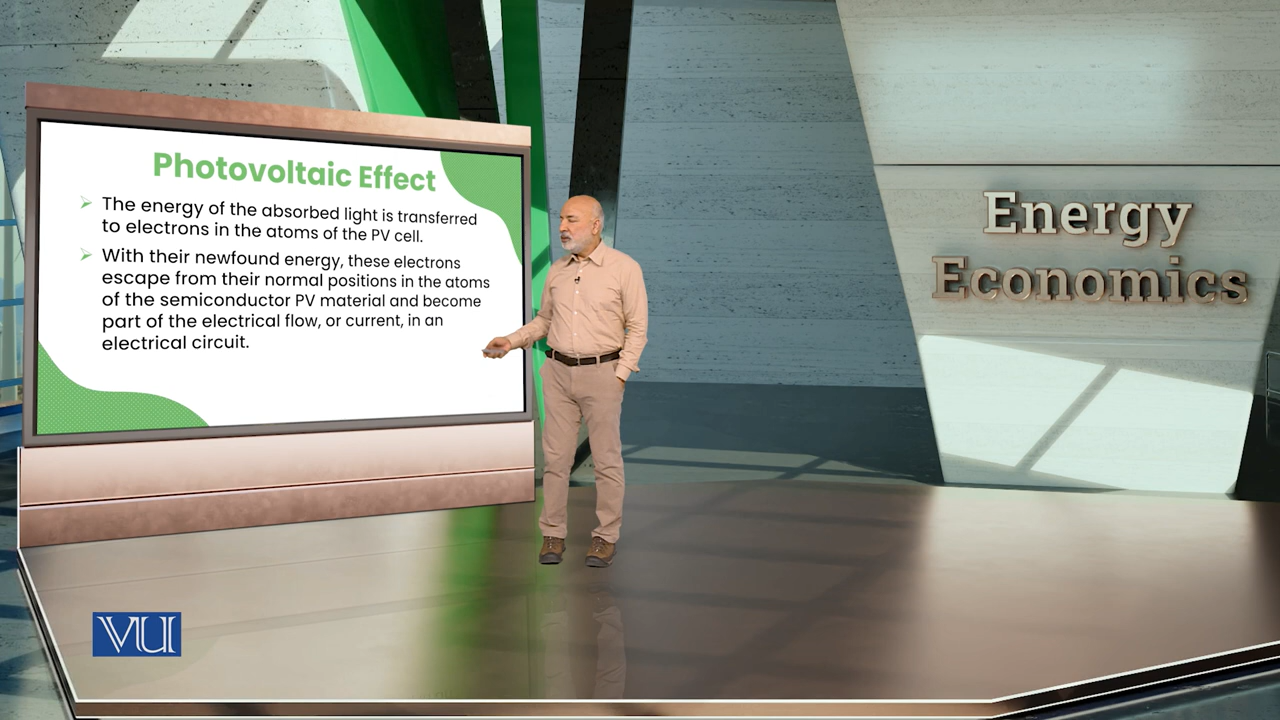 Photovoltaic Effect
The energy of the absorbed light is transferred
to electrons in the atoms of the PV cell.
With their newfound energy, these electrons
escape from their normal positions in the atoms
of the semiconductor PV material and become
part of the electrical flow, or current, in an
electrical circuit.
Energy
Economics
VU